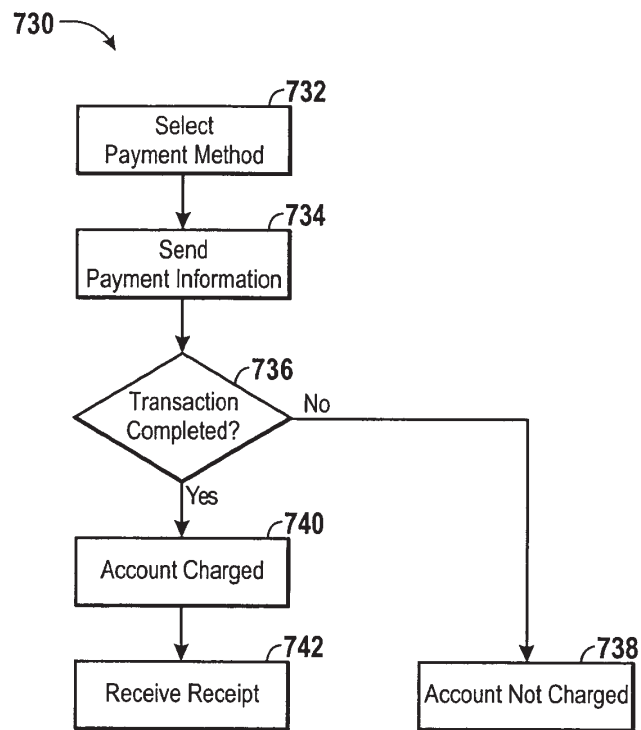 730
732
Select
Payment Method
734
Send
Payment Information
736
Transaction
Completed?
No
Yes
740
Account Charged
742
Receive Receipt
738
Account Not Charged